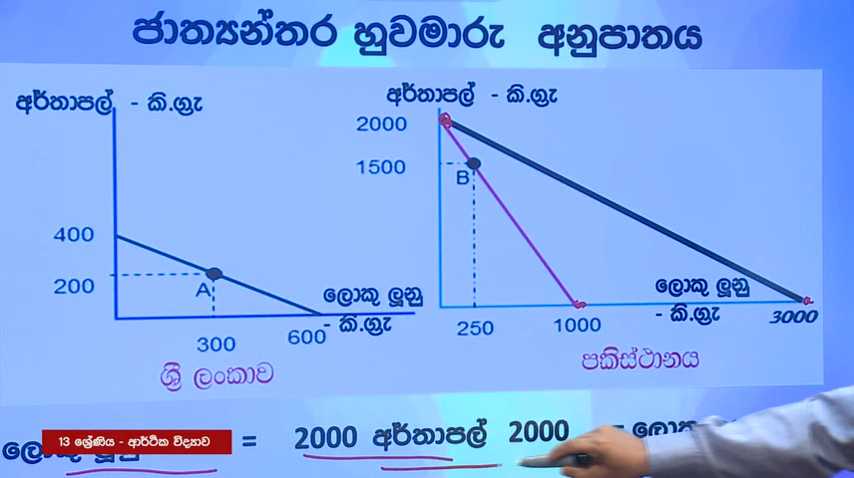 ජාත්‍යන්තර හුවමාරු අනුපාතය
අර්තාපල් - කි.ග්‍රැ
අර්තාපල් - කි.ග්‍රැ
2000
1500
B
400
200
A
ලොකු ලූනු
- කි.ග්‍රැ
ලොකු ලූනු
- කි.ග්‍රැ
300
600
250
1000
3000
ශ්‍රී ලංකාව
පකිස්ථානය
13 ශ්‍රේණිය - ආර්ථික විද්‍යාව
= 2000 අර්තාපල් 2000